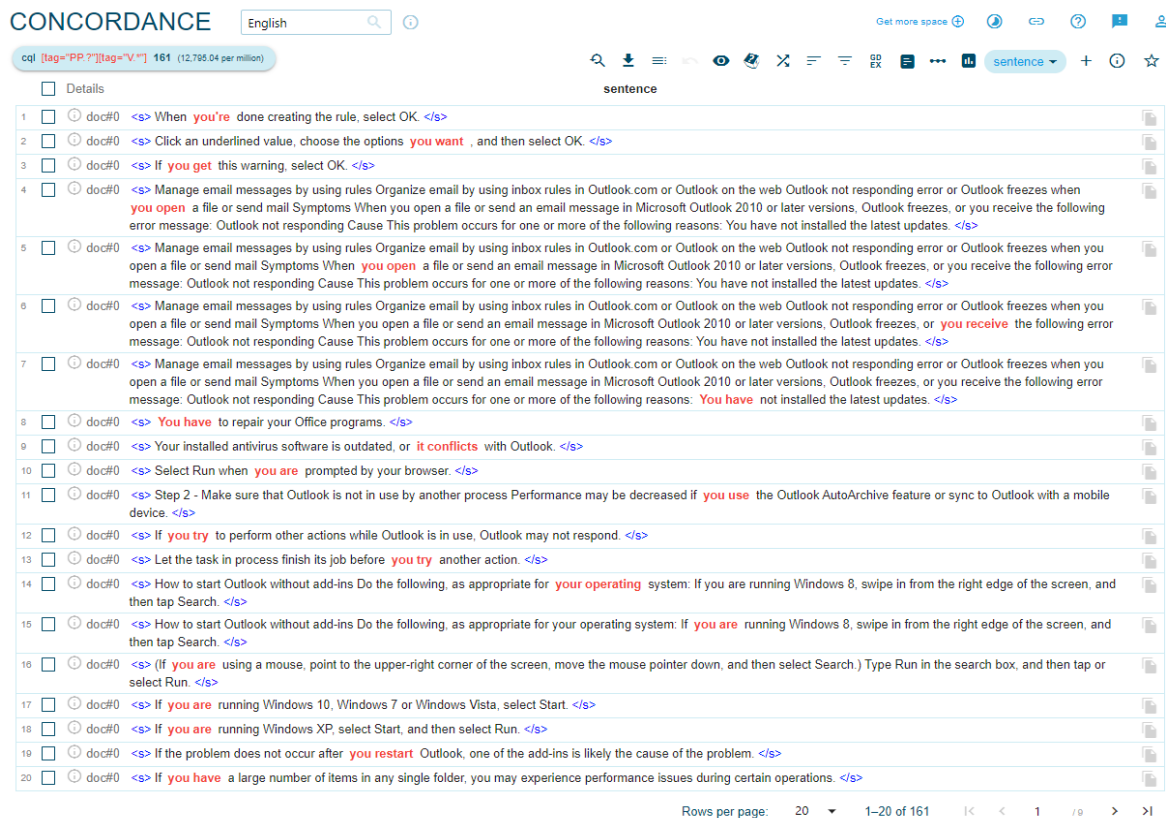 CONCORDANCE English Get more space
cql [tag="PP.?"][tag="V.*"] 161 (12,795.04 per million) GD EX sentence
Details sentence
1 doc#0 <s> When you're done creating the rule, select OK. </s>
2 doc#0 <s> Click an underlined value, choose the options you want , and then select OK. </s>
3 doc#0 <s> If you get this warning, select OK. </s>
4 doc#0 <s> Manage email messages by using rules Organize email by using inbox rules in Outlook.com or Outlook on the web Outlook not responding error or Outlook freezes when
you open a file or send mail Symptoms When you open a file or send an email message in Microsoft Outlook 2010 or later versions, Outlook freezes, or you receive the following
error message: Outlook not responding Cause This problem occurs for one or more of the following reasons: You have not installed the latest updates. </s>
5 doc#0 <s> Manage email messages by using rules Organize email by using inbox rules in Outlook.com or Outlook on the web Outlook not responding error or Outlook freezes when you
open a file or send mail Symptoms When you open a file or send an email message in Microsoft Outlook 2010 or later versions, Outlook freezes, or you receive the following error
message: Outlook not responding Cause This problem occurs for one or more of the following reasons: You have not installed the latest updates. </s>
6 doc#0 <s> Manage email messages by using rules Organize email by using inbox rules in Outlook.com or Outlook on the web Outlook not responding error or Outlook freezes when you
open a file or send mail Symptoms When you open a file or send an email message in Microsoft Outlook 2010 or later versions, Outlook freezes, or you receive the following error
message: Outlook not responding Cause This problem occurs for one or more of the following reasons: You have not installed the latest updates. </s>
7 doc#0 <s> Manage email messages by using rules Organize email by using inbox rules in Outlook.com or Outlook on the web Outlook not responding error or Outlook freezes when you
open a file or send mail Symptoms When you open a file or send an email message in Microsoft Outlook 2010 or later versions, Outlook freezes, or you receive the following error
message: Outlook not responding Cause This problem occurs for one or more of the following reasons: You have not installed the latest updates. </s>
8 doc#0 <s> You have to repair your Office programs. </s>
9 doc#0 <s> Your installed antivirus software is outdated, or it conflicts with Outlook. </s>
10 doc#0 <s> Select Run when you are prompted by your browser. </s>
11 doc#0 <s> Step 2 - Make sure that Outlook is not in use by another process Performance may be decreased if you use the Outlook AutoArchive feature or sync to Outlook with a mobile
device. </s>
12 doc#0 <s> If you try to perform other actions while Outlook is in use, Outlook may not respond. </s>
13 doc#0 <s> Let the task in process finish its job before you try another action. </s>
14 doc#0 <s> How to start Outlook without add-ins Do the following, as appropriate for your operating system: If you are running Windows 8, swipe in from the right edge of the screen, and
then tap Search. </s>
15 doc#0 <s> How to start Outlook without add-ins Do the following, as appropriate for your operating system: If you are running Windows 8, swipe in from the right edge of the screen, and
then tap Search. </s>
16 doc#0 <s> (If you are using a mouse, point to the upper-right corner of the screen, move the mouse pointer down, and then select Search.) Type Run in the search box, and then tap or
select Run. </s>
17 doc#0 <s> If you are running Windows 10, Windows 7 or Windows Vista, select Start. </s>
18 doc#0 <s> If you are running Windows XP, select Start, and then select Run. </s>
19 doc#0 <s> If the problem does not occur after you restart Outlook, one of the add-ins is likely the cause of the problem. </s>
20 doc#0 <s> If you have a large number of items in any single folder, you may experience performance issues during certain operations. </s>
Rows per page: 20 1–20 of 161 1 / 9